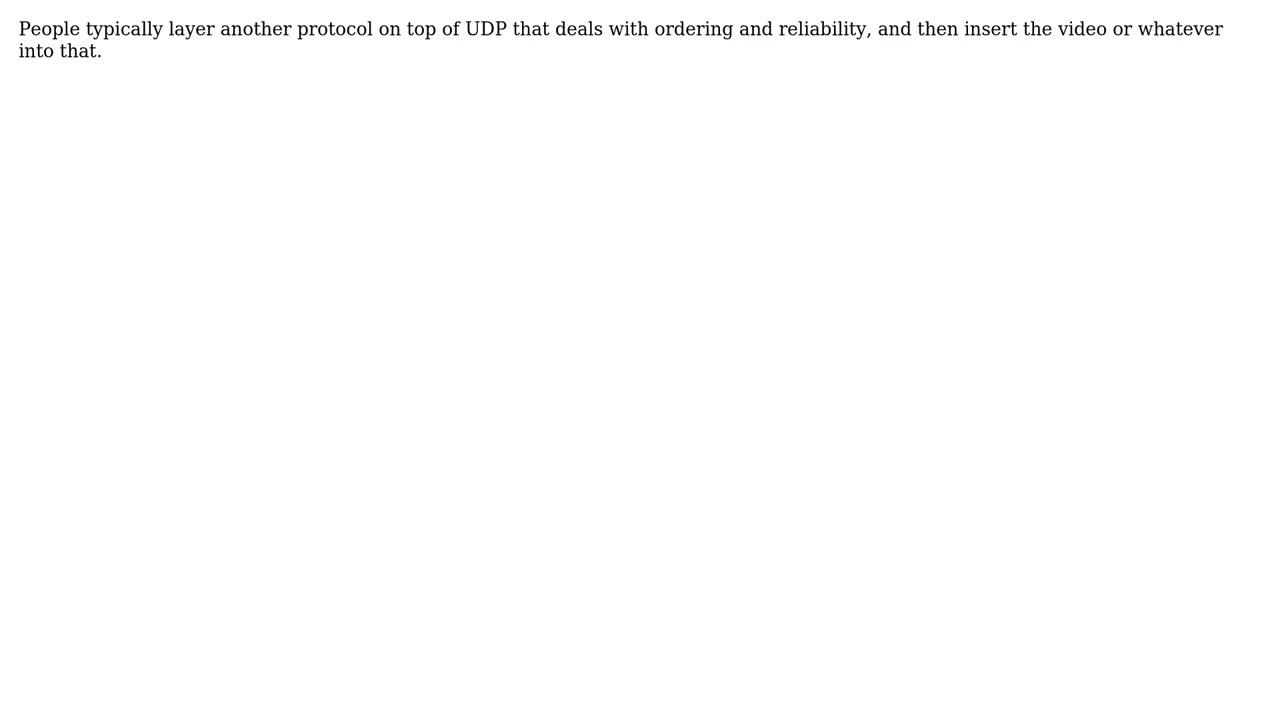 People typically layer another protocol on top of UDP that deals with ordering and reliability, and then insert the video or whatever
into that.